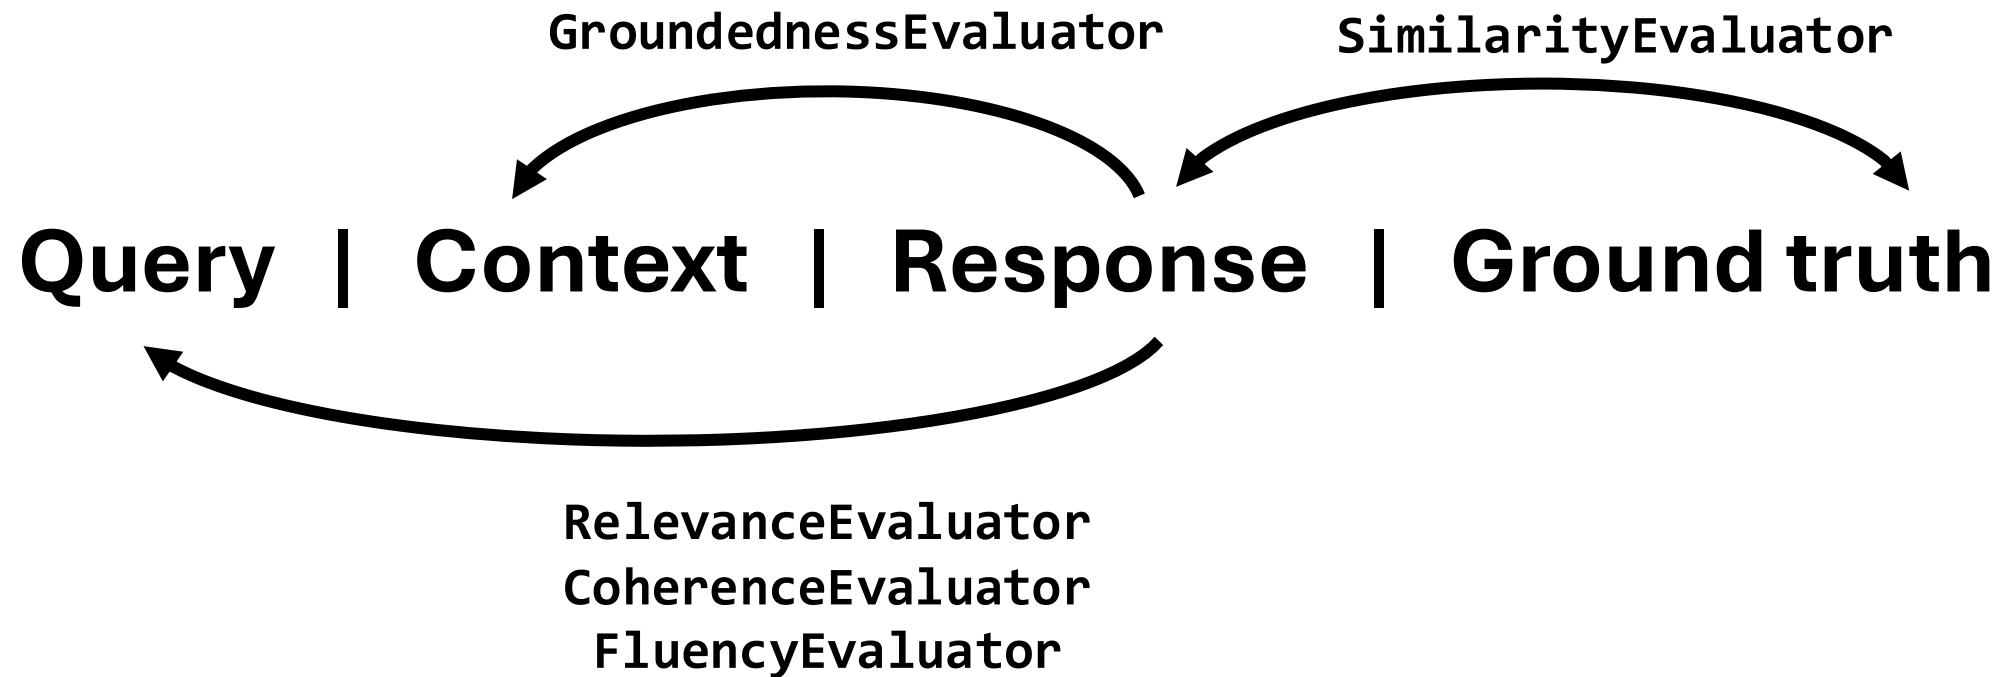 GroundednessEvaluator SimilarityEvaluator
Query | Context | Response | Ground truth
RelevanceEvaluator
CoherenceEvaluator
FluencyEvaluator